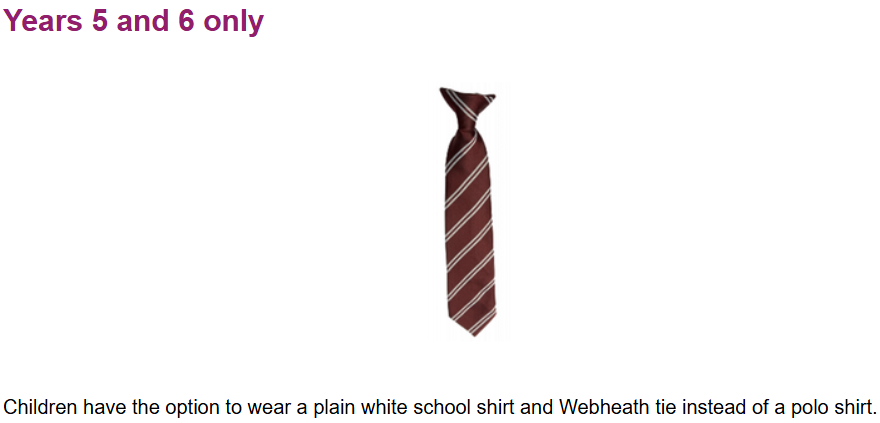 Years 5 and 6 only
Children have the option to wear a plain white school shirt and Webheath tie instead of a polo shirt.